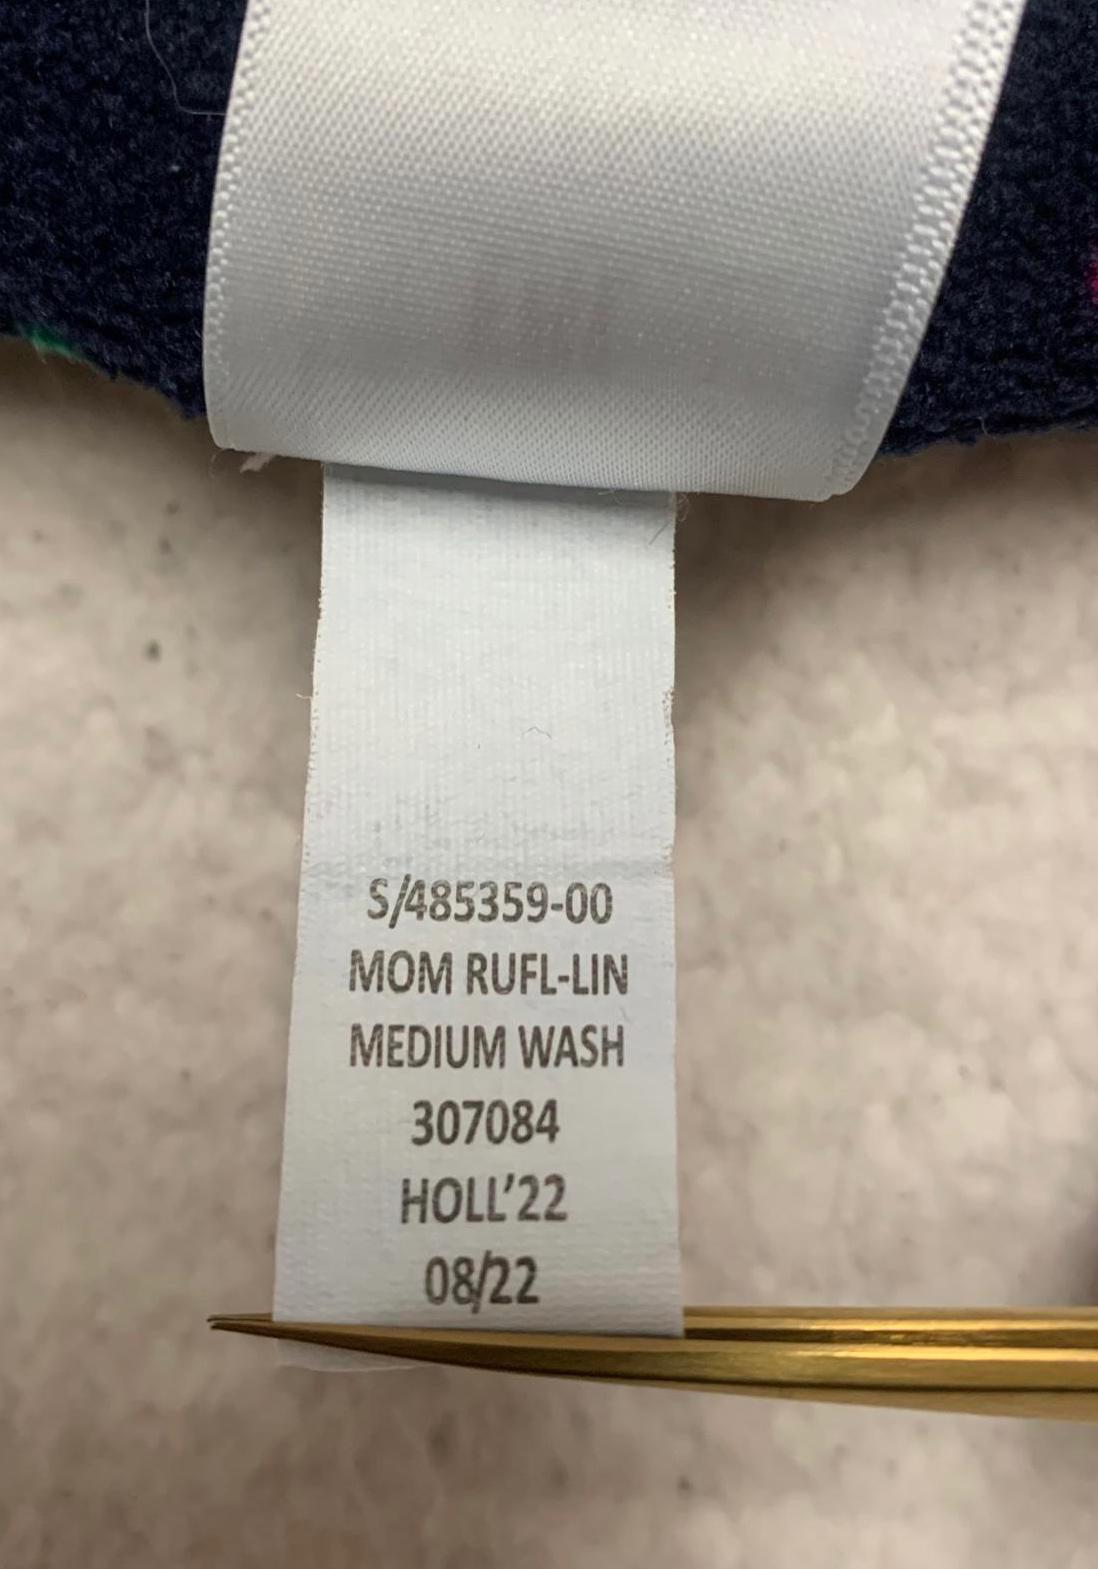 S/485359-00
MOM RUFL-LIN
MEDIUM WASH
307084
HOLL'22
08/22